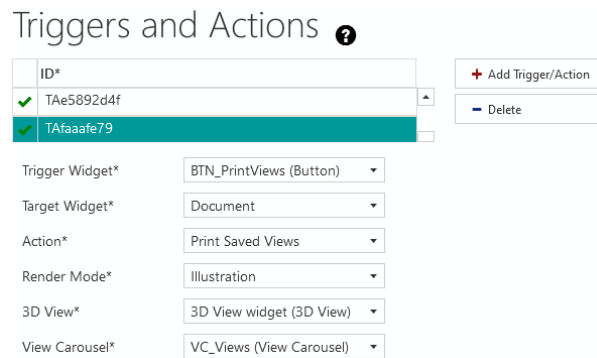 Triggers and Actions ?
ID*
TAe5892d4f
TAfaaafe79
+ Add Trigger/Action
− Delete
Trigger Widget* BTN_PrintViews (Button)
Target Widget* Document
Action* Print Saved Views
Render Mode* Illustration
3D View* 3D View widget (3D View)
View Carousel* VC_Views (View Carousel)